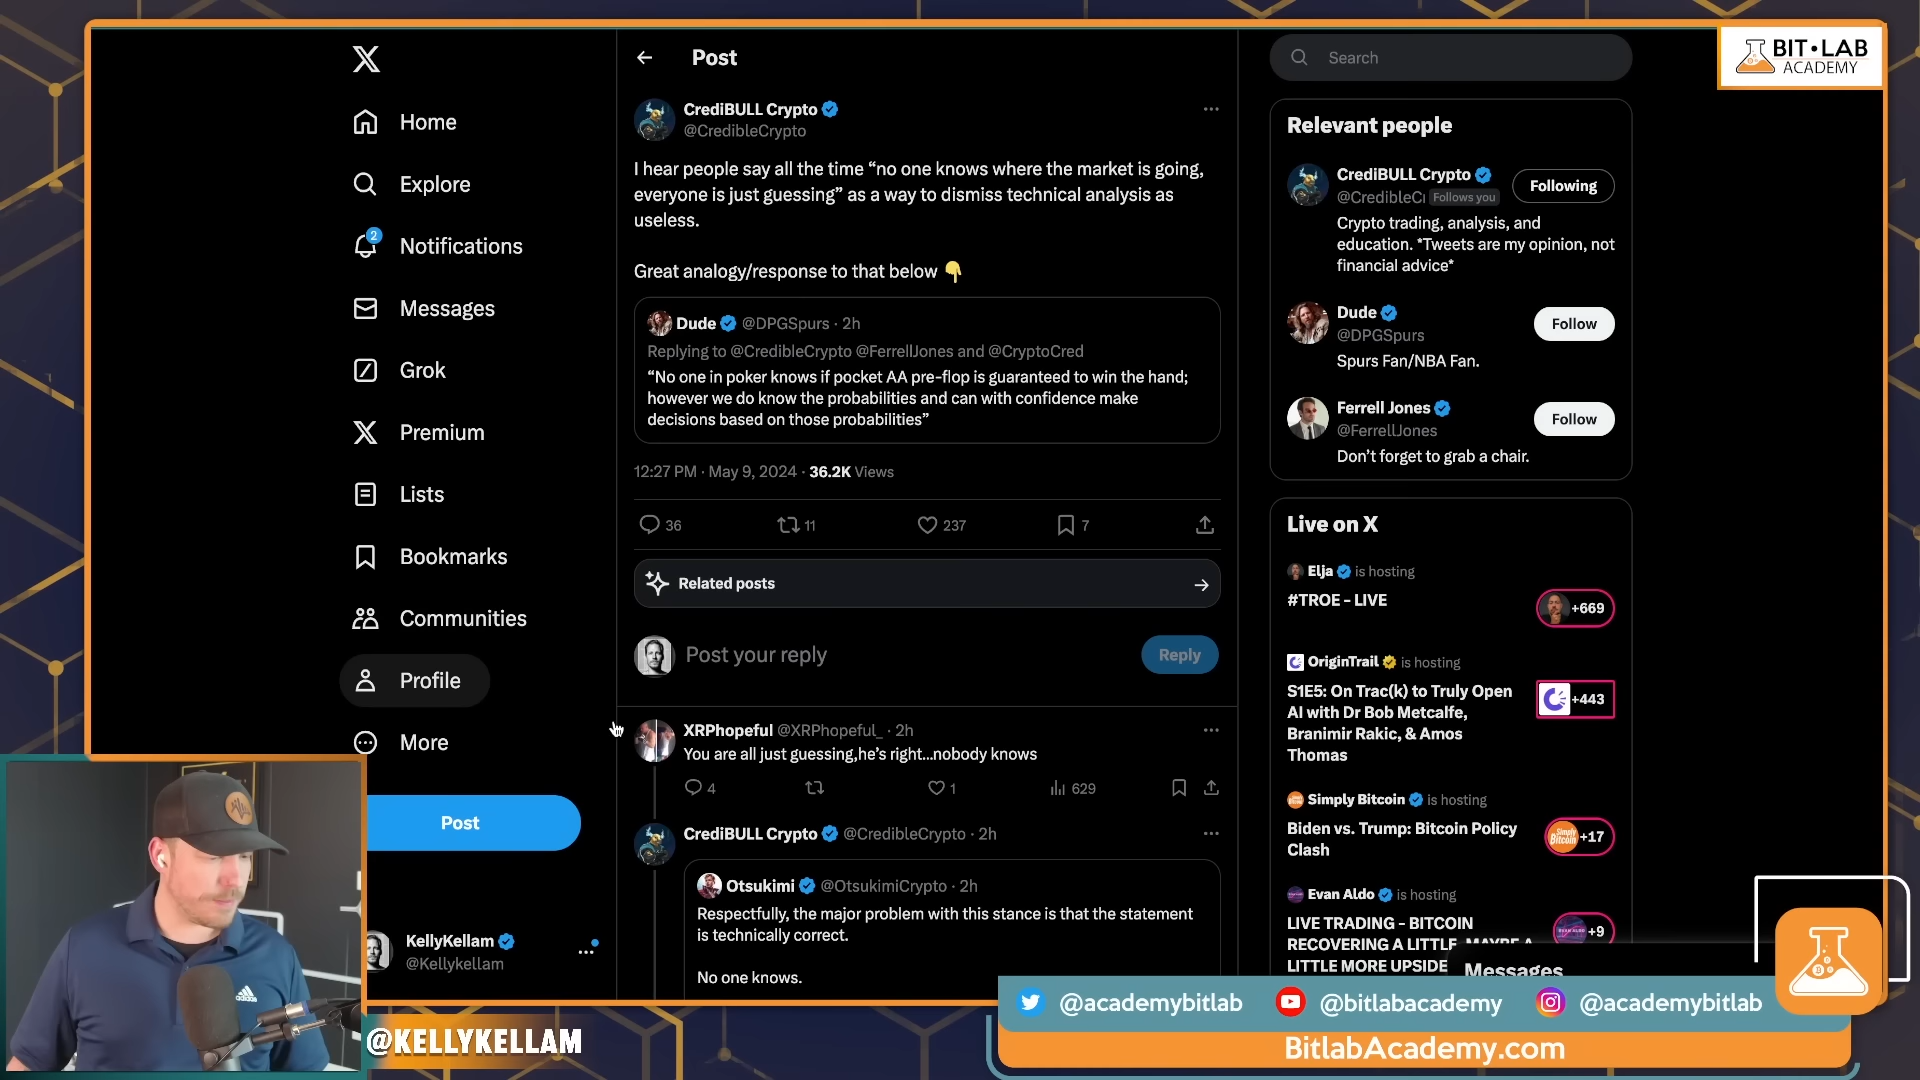 BIT•LAB
ACADEMY
Home
Explore
2
Notifications
Messages
Grok
Premium
Lists
Bookmarks
Communities
Profile
More
Post
KellyKellam
@Kellykellam
Post
CrediBULL Crypto
@CredibleCrypto
I hear people say all the time “no one knows where the market is going,
everyone is just guessing” as a way to dismiss technical analysis as
useless.
Great analogy/response to that below 👇
Dude @DPGSpurs · 2h
Replying to @CredibleCrypto @FerrellJones and @CryptoCred
“No one in poker knows if pocket AA pre-flop is guaranteed to win the hand;
however we do know the probabilities and can with confidence make
decisions based on those probabilities”
12:27 PM · May 9, 2024 · 36.2K Views
36 11 237 7
Related posts
Post your reply
Reply
XRPhopeful @XRPhopeful_ · 2h
You are all just guessing,he’s right...nobody knows
4 1 629
CrediBULL Crypto @CredibleCrypto · 2h
Otsukimi @OtsukimiCrypto · 2h
Respectfully, the major problem with this stance is that the statement
is technically correct.
No one knows.
Search
Relevant people
CrediBULL Crypto
@CredibleCr Follows you
Following
Crypto trading, analysis, and
education. *Tweets are my opinion, not
financial advice*
Dude
@DPGSpurs
Follow
Spurs Fan/NBA Fan.
Ferrell Jones
@FerrellJones
Follow
Don’t forget to grab a chair.
Live on X
Elja is hosting
#TROE - LIVE
+669
OriginTrail is hosting
S1E5: On Trac(k) to Truly Open
AI with Dr Bob Metcalfe,
Branimir Rakic, & Amos
Thomas
+443
Simply Bitcoin is hosting
Biden vs. Trump: Bitcoin Policy
Clash
Simply
Bitcoin
+17
Evan Aldo is hosting
LIVE TRADING - BITCOIN
RECOVERING A LITTLE, MAYBE A
LITTLE MORE UPSIDE
+9
Messages
@academybitlab @bitlabacademy @academybitlab
BitlabAcademy.com
@KELLYKELLAM
adidas